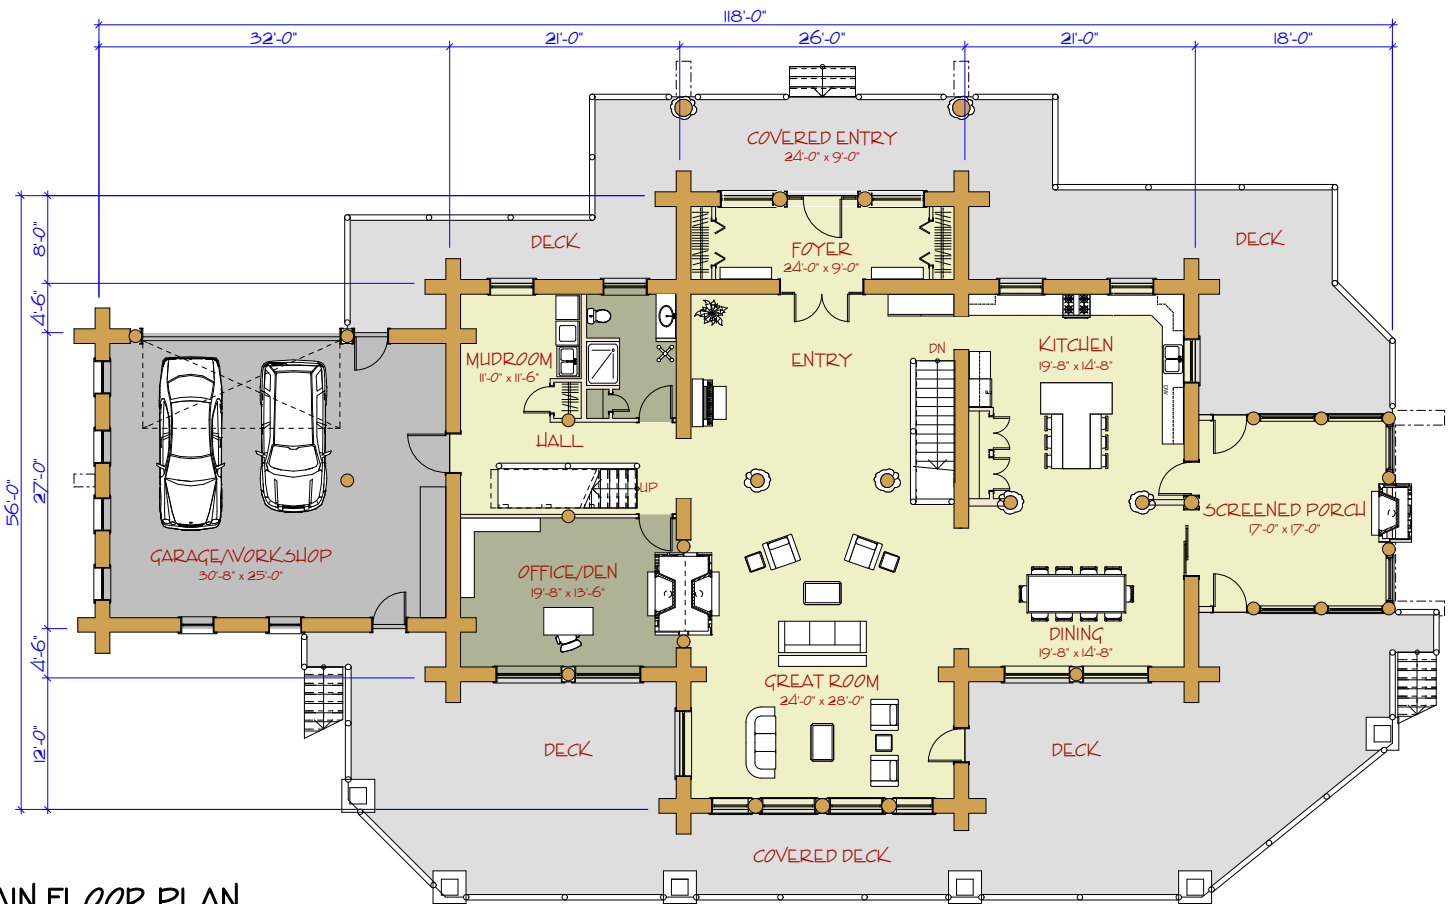 118'-0"
32'-0" 21'-0" 26'-0" 21'-0" 18'-0"
COVERED ENTRY
24'-0" x 9'-0"
8'-0"
DECK
FOYER
24'-0" x 9'-0"
DECK
4'-6"
MUDROOM
11'-0" x 11'-6"
ENTRY
DN
KITCHEN
19'-8" x 14'-8"
DW
HALL
UP
27'-0"
56'-0"
SCREENED PORCH
17'-0" x 17'-0"
GARAGE/WORKSHOP
30'-8" x 25'-0"
OFFICE/DEN
19'-8" x 13'-6"
4'-6"
DINING
19'-8" x 14'-8"
GREAT ROOM
24'-0" x 28'-0"
12'-0"
DECK
DECK
COVERED DECK
AIN FLOOR PLAN